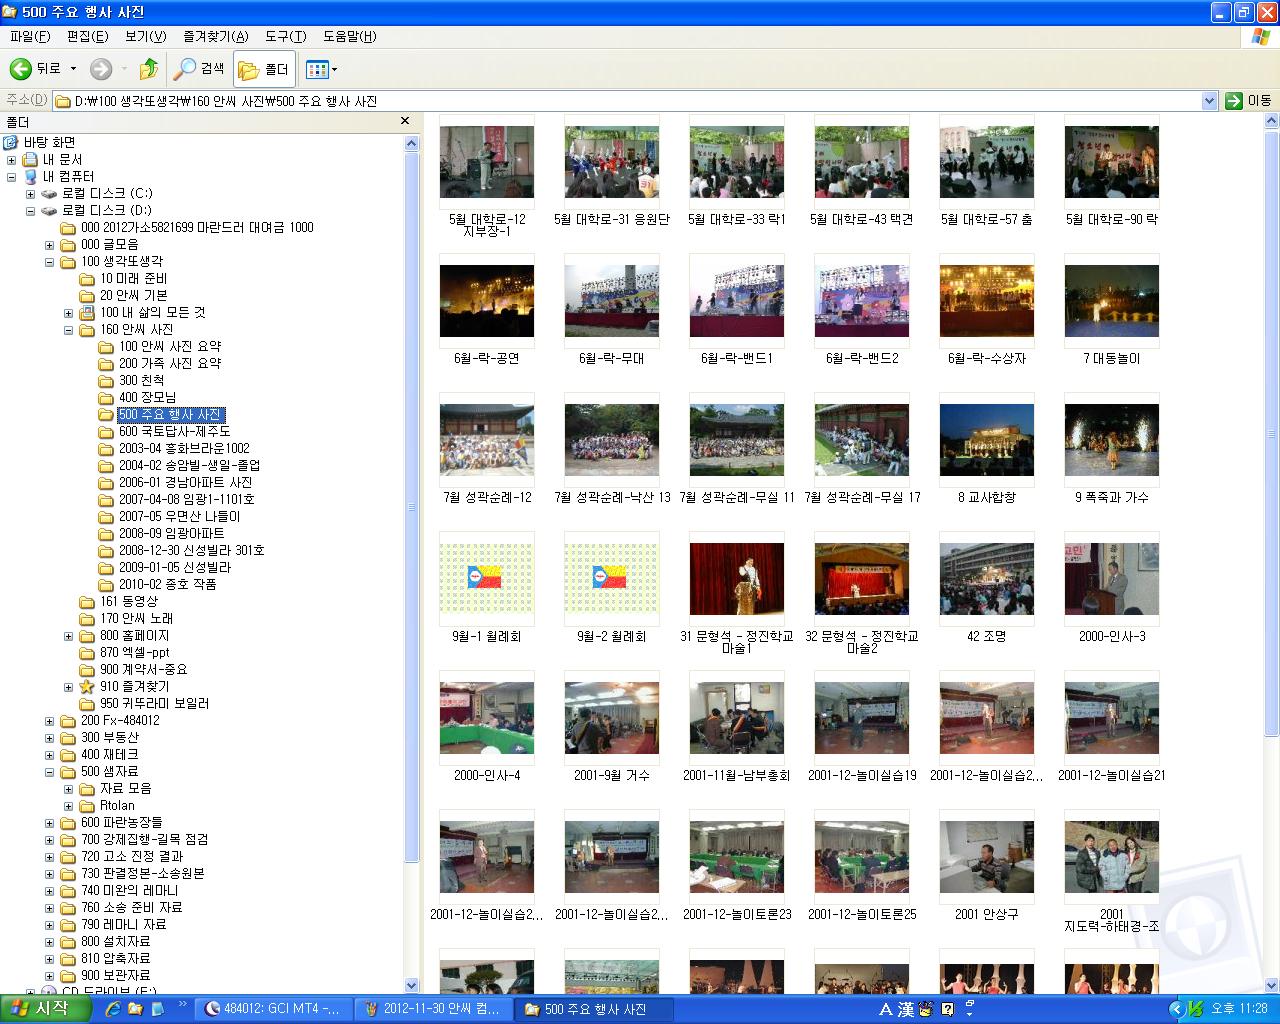 500 주요 행사 사진
파일(F) 편집(E) 보기(V) 즐겨찾기(A) 도구(T) 도움말(H)
뒤로 검색 폴더
주소(D) D:₩100 생각또생각₩160 안씨 사진₩500 주요 행사 사진 이동
폴더
바탕 화면
내 문서
내 컴퓨터
로컬 디스크 (C:)
로컬 디스크 (D:)
000 2012가소5821699 마란드러 대여금 1000
000 글모음
100 생각또생각
10 미래 준비
20 안씨 기본
100 내 삶의 모든 것
160 안씨 사진
100 안씨 사진 요약
200 가족 사진 요약
300 친척
400 장모님
500 주요 행사 사진
600 국토답사-제주도
2003-04 흥화브라운1002
2004-02 송암빌-생일-졸업
2006-01 경남아파트 사진
2007-04-08 임광1-1101호
2007-05 우면산 나들이
2008-09 임광아파트
2008-12-30 신성빌라 301호
2009-01-05 신성빌라
2010-02 종호 작품
161 동영상
170 안씨 노래
800 홈페이지
870 엑셀-ppt
900 계약서-중요
910 즐겨찾기
950 귀뚜라미 보일러
200 Fx-484012
300 부동산
400 재테크
500 샘자료
자료 모음
Rtolan
600 파란농장들
700 강제집행-길목 점검
720 고소 진정 결과
730 판결정본-소송원본
740 미완의 레마니
760 소송 준비 자료
790 레마니 자료
800 설치자료
810 압축자료
900 보관자료
CD 드라이브 (E:)
5월 대학로-12 지부장-1
5월 대학로-31 응원단
5월 대학로-33 락1
5월 대학로-43 택견
5월 대학로-57 춤
5월 대학로-90 락
6월-락-공연
6월-락-무대
6월-락-밴드1
6월-락-밴드2
6월-락-수상자
7 대동놀이
7월 성곽순례-12
7월 성곽순례-낙산 13
7월 성곽순례-무실 11
7월 성곽순례-무실 17
8 교사합창
9 폭죽과 가수
9월-1 월례회
9월-2 월례회
31 문형석 - 정진학교 마술1
32 문형석 - 정진학교 마술2
42 조명
2000-인사-3
2000-인사-4
2001-9월 거수
2001-11월-남부총회
2001-12-놀이실습19
2001-12-놀이실습2...
2001-12-놀이실습21
2001-12-놀이실습2...
2001-12-놀이실습2...
2001-12-놀이토론23
2001-12-놀이토론25
2001 안상구
2001 지도력-하태경-조
시작
484012: GCI MT4 -...
2012-11-30 안씨 컴...
500 주요 행사 사진
A 漢
오후 11:28